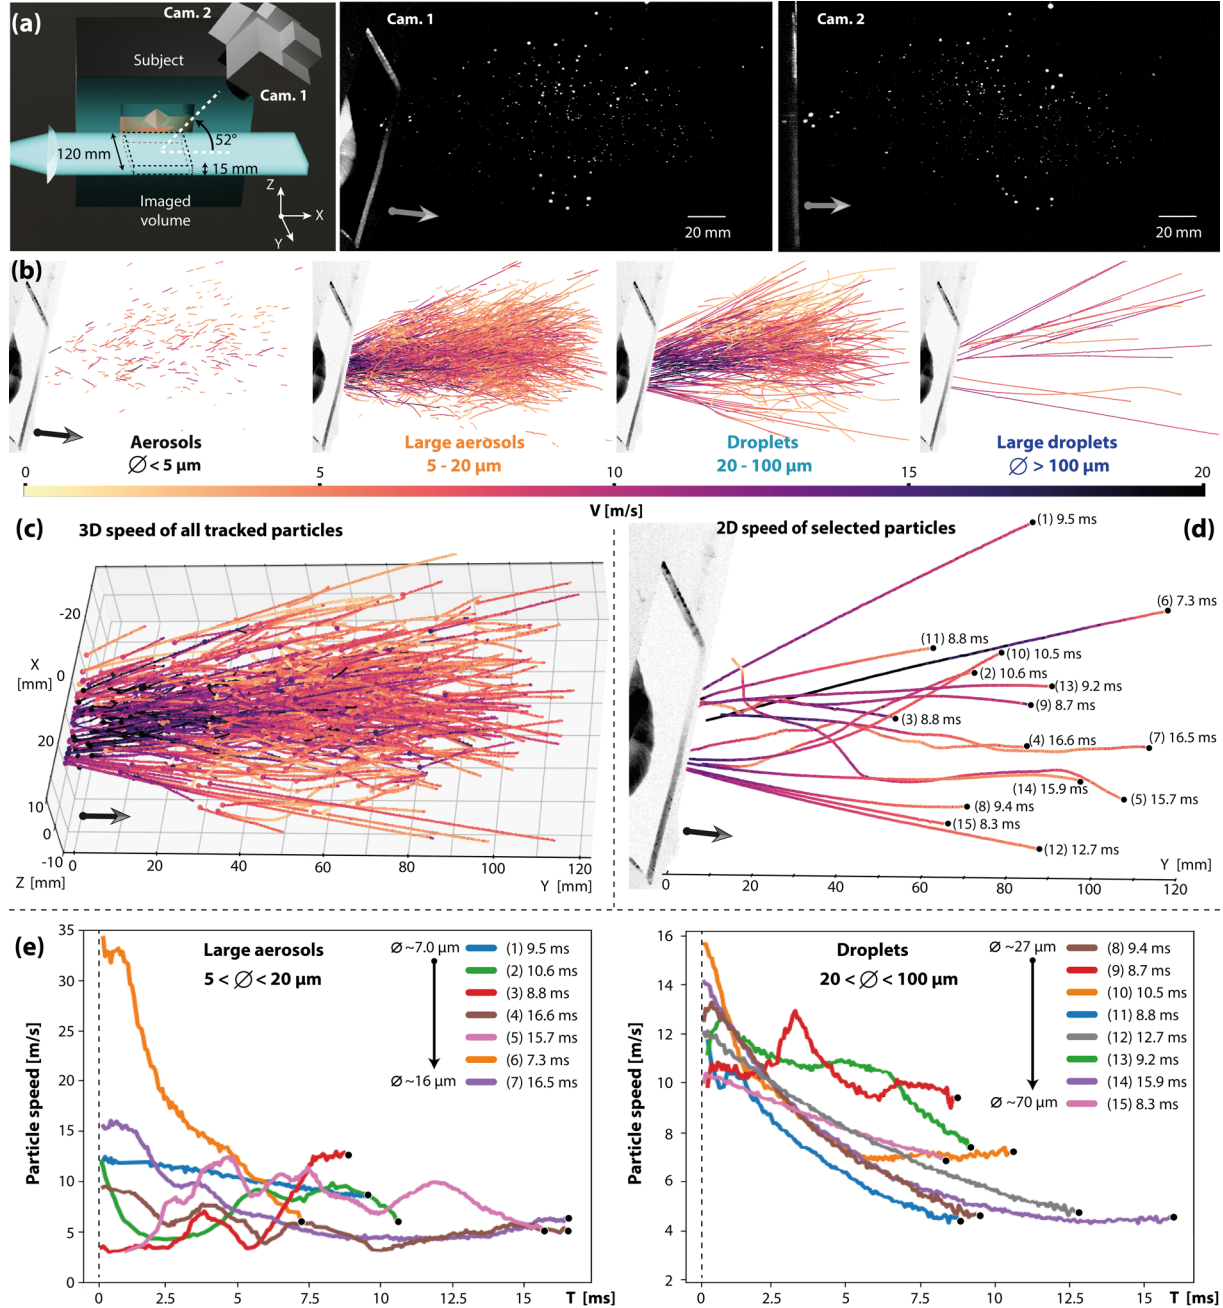 (a)
Cam. 2
Subject
Cam. 1
52°
120 mm
15 mm
Imaged
volume
Z
X
Y
Cam. 1
20 mm
Cam. 2
20 mm
(b)
Aerosols
∅ < 5 µm
Large aerosols
5 - 20 µm
Droplets
20 - 100 µm
Large droplets
∅ > 100 µm
0 5 10 15 20
V [m/s]
(c)
3D speed of all tracked particles
-20
X
[mm]
0
20
10
0
-10
Z [mm]
0 20 40 60 80 100 120
Y [mm]
(d)
2D speed of selected particles
(1) 9.5 ms
(6) 7.3 ms
(11) 8.8 ms
(10) 10.5 ms
(2) 10.6 ms
(13) 9.2 ms
(9) 8.7 ms
(3) 8.8 ms
(4) 16.6 ms
(7) 16.5 ms
(14) 15.9 ms
(5) 15.7 ms
(8) 9.4 ms
(15) 8.3 ms
(12) 12.7 ms
Y [mm]
0 20 40 60 80 100 120
(e)
Large aerosols
5 < ∅ < 20 µm
∅ ~7.0 µm
∅ ~16 µm
(1) 9.5 ms
(2) 10.6 ms
(3) 8.8 ms
(4) 16.6 ms
(5) 15.7 ms
(6) 7.3 ms
(7) 16.5 ms
Particle speed [m/s]
35
30
25
20
15
10
5
0
0 2.5 5 7.5 10 12.5 15
T [ms]
Droplets
20 < ∅ < 100 µm
∅ ~27 µm
∅ ~70 µm
(8) 9.4 ms
(9) 8.7 ms
(10) 10.5 ms
(11) 8.8 ms
(12) 12.7 ms
(13) 9.2 ms
(14) 15.9 ms
(15) 8.3 ms
Particle speed [m/s]
16
14
12
10
8
6
4
2
0 2.5 5 7.5 10 12.5 15
T [ms]